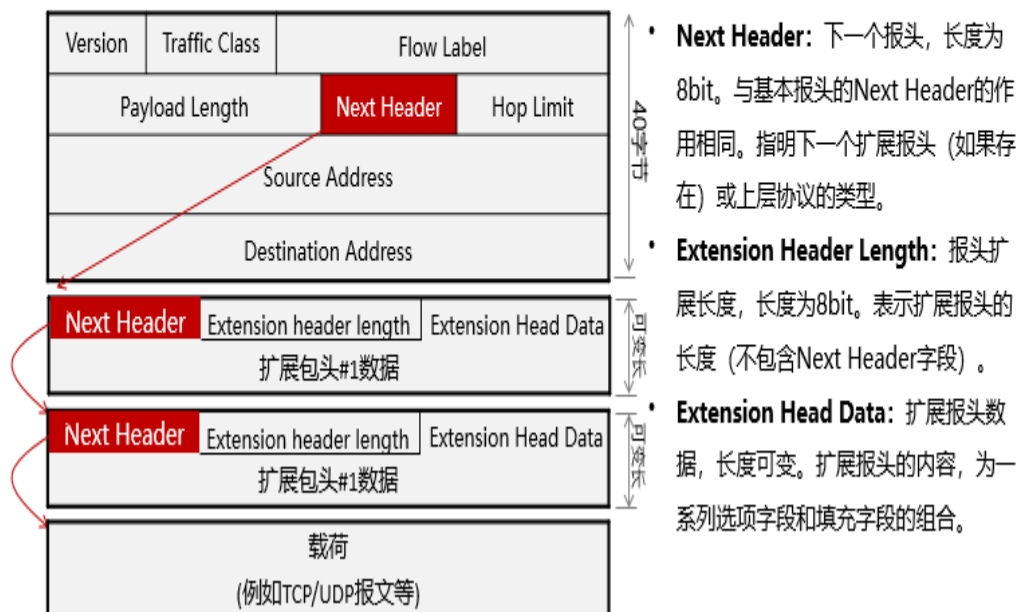 Version Traffic Class Flow Label
Payload Length Next Header Hop Limit
Source Address
Destination Address
40字节
Next Header Extension header length Extension Head Data
扩展包头#1数据
可变长
Next Header Extension header length Extension Head Data
扩展包头#1数据
可变长
载荷
(例如TCP/UDP报文等)
• Next Header：下一个报头，长度为
8bit。与基本报头的Next Header的作
用相同。指明下一个扩展报头（如果存
在）或上层协议的类型。
• Extension Header Length：报头扩
展长度，长度为8bit。表示扩展报头的
长度（不包含Next Header字段）。
• Extension Head Data：扩展报头数
据，长度可变。扩展报头的内容，为一
系列选项字段和填充字段的组合。